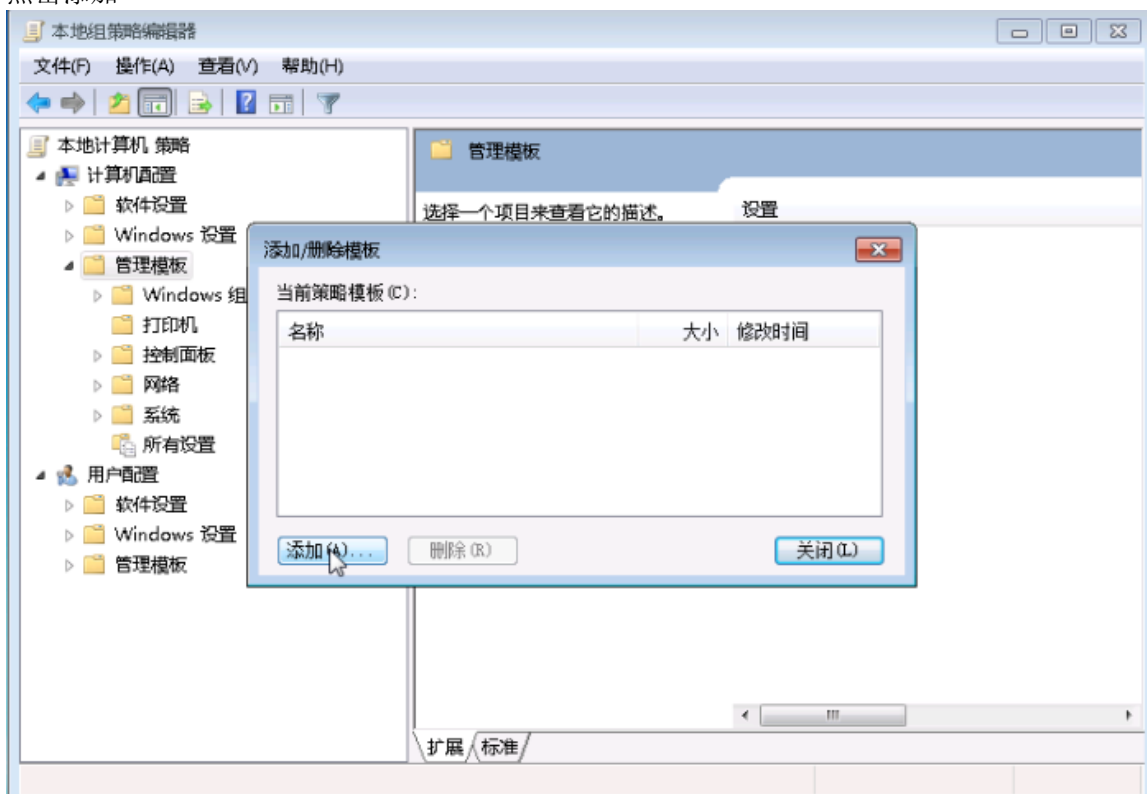 本地组策略编辑器
文件(F) 操作(A) 查看(V) 帮助(H)
本地计算机 策略
计算机配置
软件设置
Windows 设置
管理模板
Windows 组
打印机
控制面板
网络
系统
所有设置
用户配置
软件设置
Windows 设置
管理模板
管理模板
选择一个项目来查看它的描述。
设置
添加/删除模板
当前策略模板(C):
名称 大小 修改时间
添加(A)... 删除(R) 关闭(L)
扩展 标准